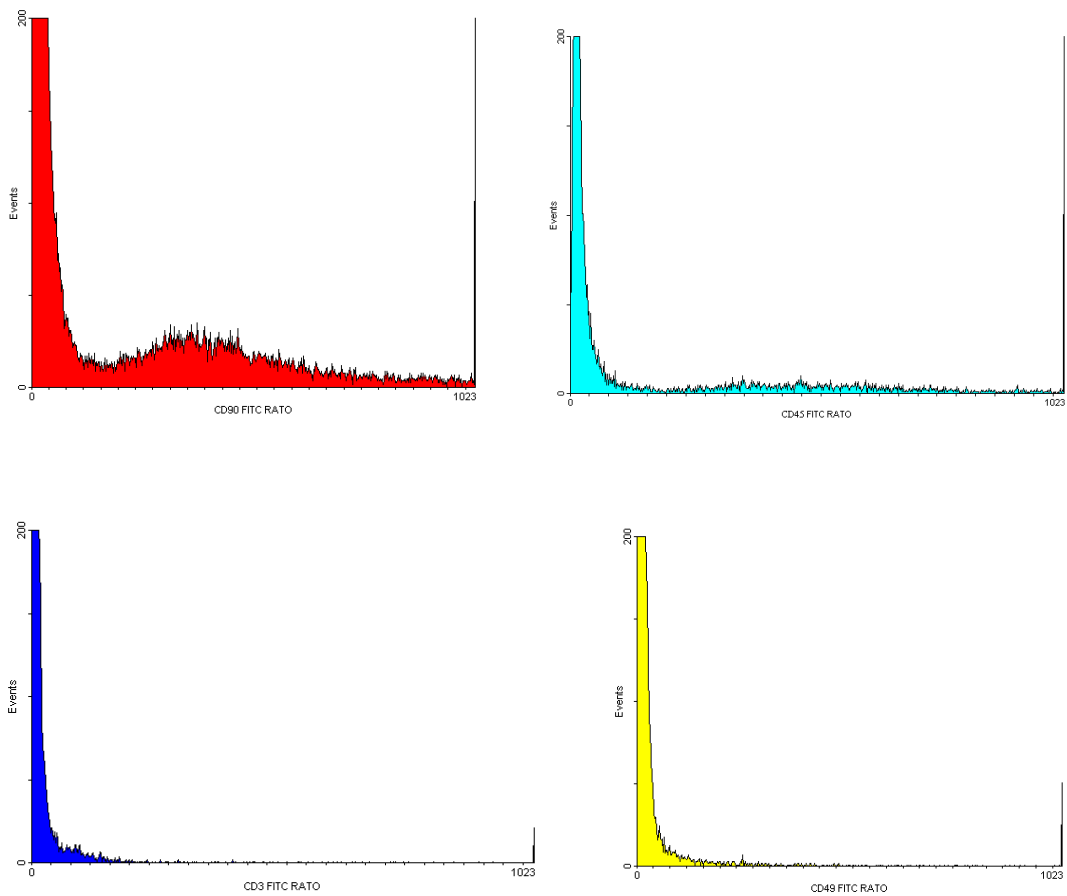 200
Events
0
0
1023
CD90 FITC RATO
200
Events
0
0
1023
CD45 FITC RATO
200
Events
0
0
1023
CD3 FITC RATO
200
Events
0
0
1023
CD49 FITC RATO